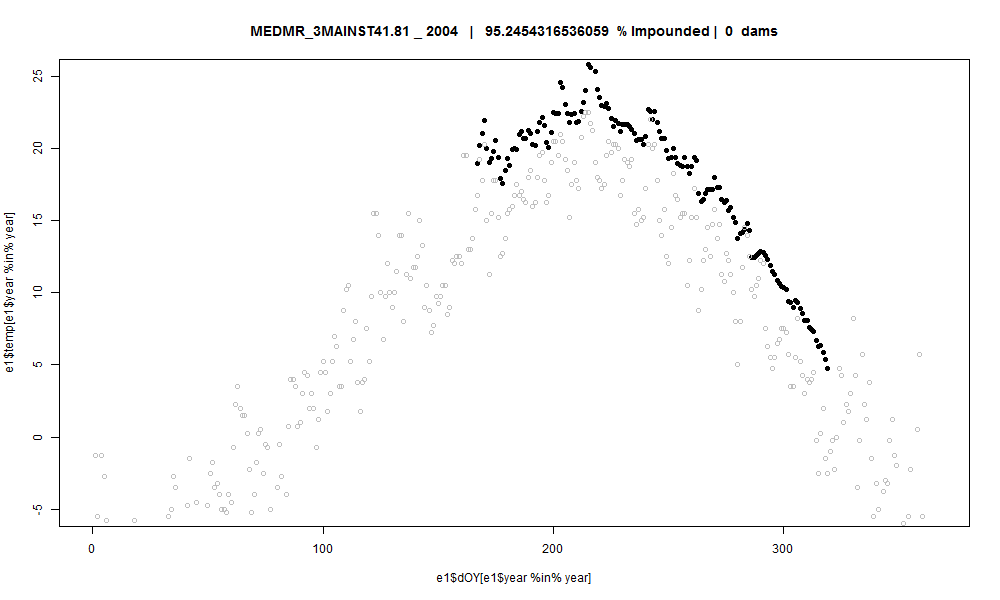 MEDMR_3MAINST41.81 _ 2004 | 95.2454316536059 % Impounded | 0 dams
e1$temp[e1$year %in% year]
25
20
15
10
5
0
-5
0 100 200 300
e1$dOY[e1$year %in% year]